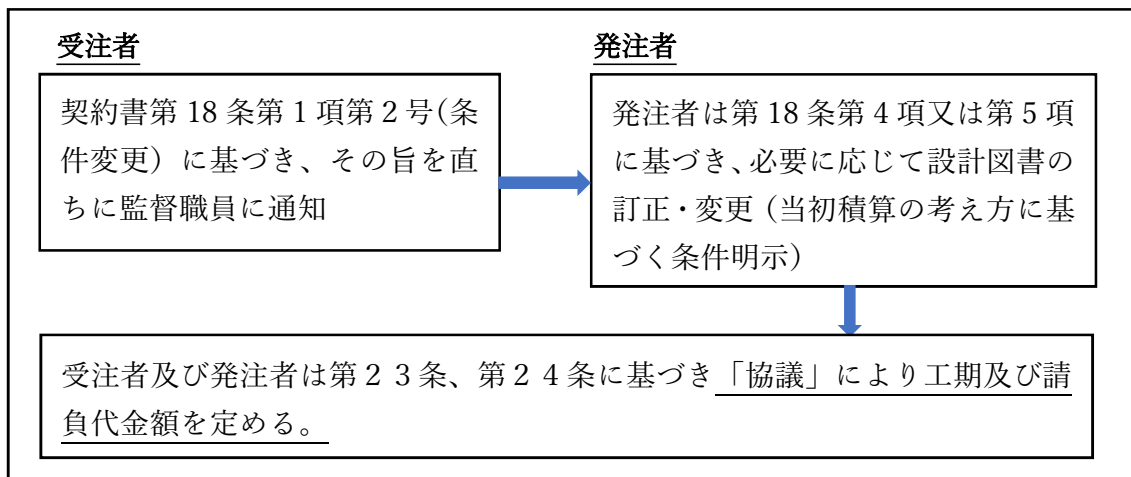 受注者
契約書第 18 条第 1 項第 2 号(条
件変更）に基づき、その旨を直
ちに監督職員に通知
発注者
発注者は第 18 条第 4 項又は第 5 項
に基づき、必要に応じて設計図書の
訂正・変更（当初積算の考え方に基
づく条件明示）
受注者及び発注者は第２３条、第２４条に基づき「協議」により工期及び請
負代金額を定める。